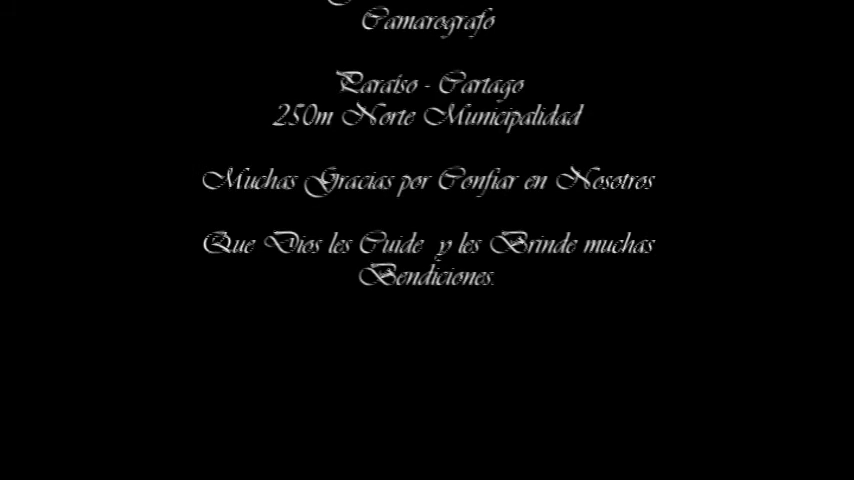 Camarografo
Paraíso - Cartago
250m Norte Municipalidad
Muchas Gracias por Confiar en Nosotros
Que Dios les Cuide y les Brinde muchas
Bendiciones.